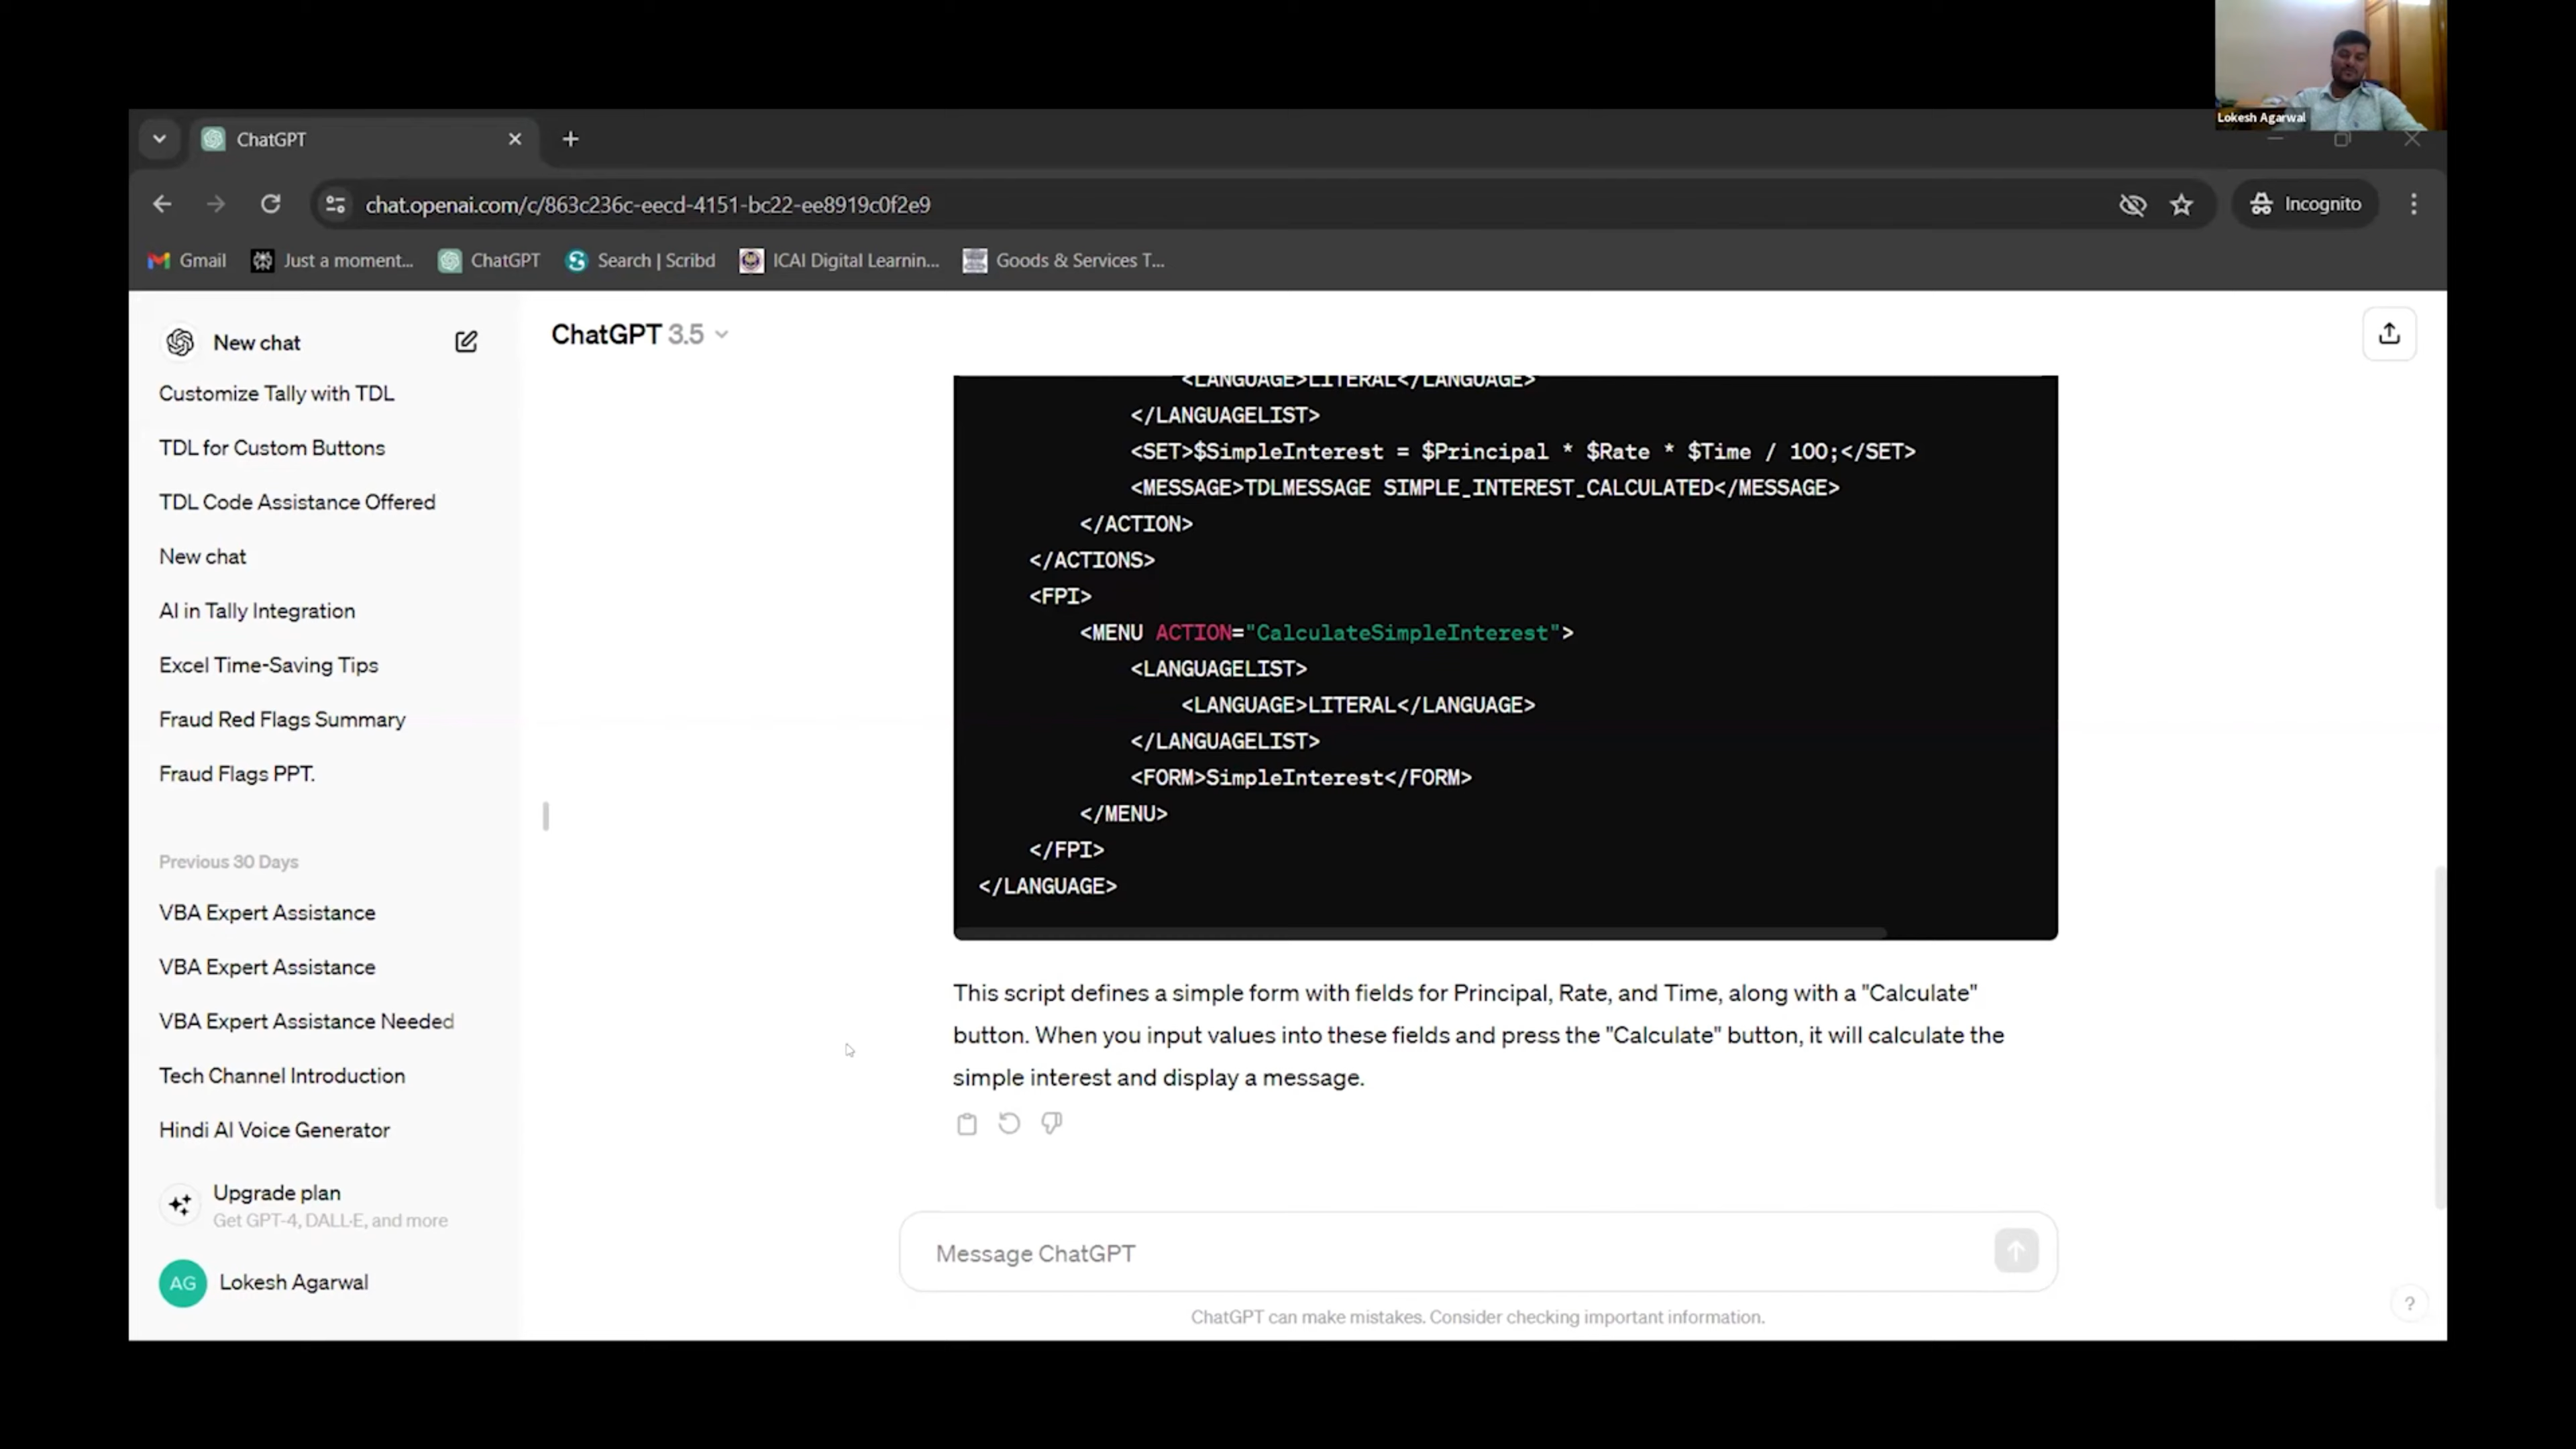 Lokesh Agarwal
ChatGPT
chat.openai.com/c/863c236c-eecd-4151-bc22-ee8919c0f2e9
Incognito
Gmail
Just a moment...
ChatGPT
Search | Scribd
ICAI Digital Learnin...
Goods & Services T...
New chat
Customize Tally with TDL
TDL for Custom Buttons
TDL Code Assistance Offered
New chat
AI in Tally Integration
Excel Time-Saving Tips
Fraud Red Flags Summary
Fraud Flags PPT.
Previous 30 Days
VBA Expert Assistance
VBA Expert Assistance
VBA Expert Assistance Needed
Tech Channel Introduction
Hindi AI Voice Generator
Upgrade plan
Get GPT-4, DALL·E, and more
AG
Lokesh Agarwal
ChatGPT 3.5
<LANGUAGE>LITERAL</LANGUAGE>
</LANGUAGELIST>
<SET>$SimpleInterest = $Principal * $Rate * $Time / 100;</SET>
<MESSAGE>TDLMESSAGE SIMPLE_INTEREST_CALCULATED</MESSAGE>
</ACTION>
</ACTIONS>
<FPI>
<MENU ACTION="CalculateSimpleInterest">
<LANGUAGELIST>
<LANGUAGE>LITERAL</LANGUAGE>
</LANGUAGELIST>
<FORM>SimpleInterest</FORM>
</MENU>
</FPI>
</LANGUAGE>
This script defines a simple form with fields for Principal, Rate, and Time, along with a "Calculate"
button. When you input values into these fields and press the "Calculate" button, it will calculate the
simple interest and display a message.
Message ChatGPT
ChatGPT can make mistakes. Consider checking important information.
?